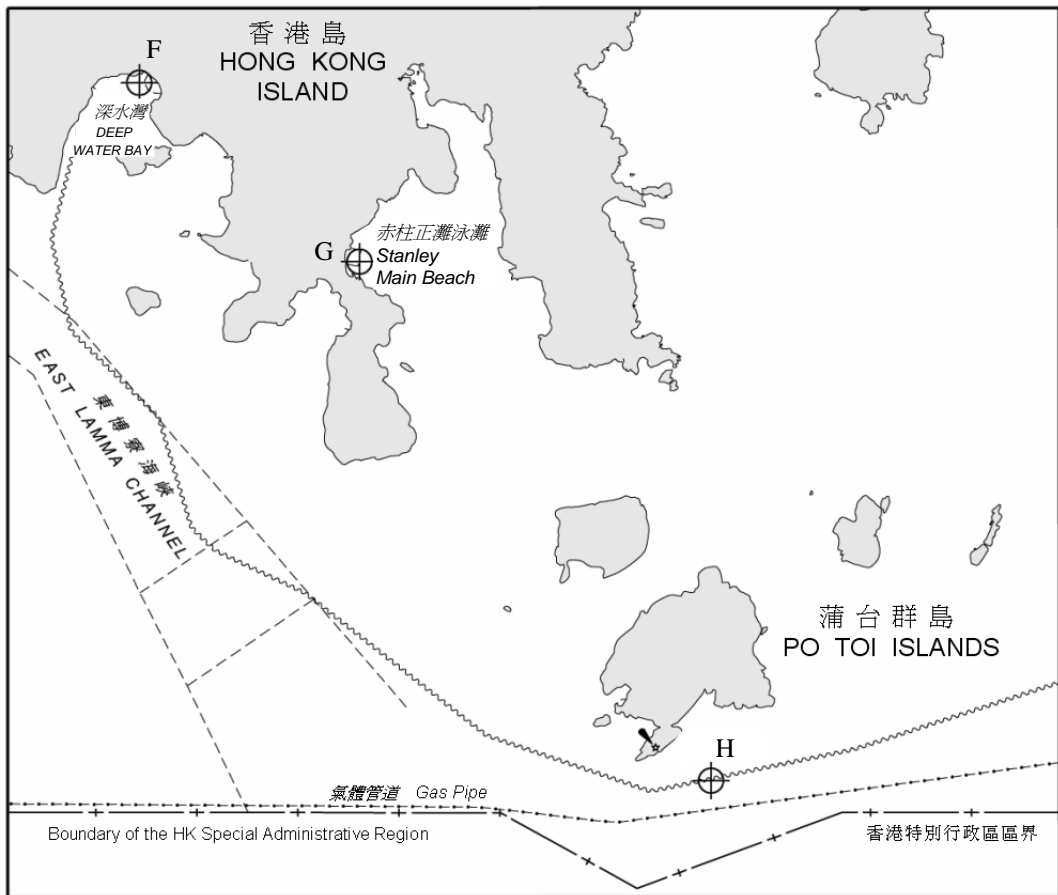 香港島
HONG KONG
ISLAND
F
深水灣
DEEP
WATER BAY
G
赤柱正灘泳灘
Stanley
Main Beach
東博寮海峽
EAST LAMMA CHANNEL
蒲台群島
PO TOI ISLANDS
H
氣體管道 Gas Pipe
Boundary of the HK Special Administrative Region
香港特別行政區區界